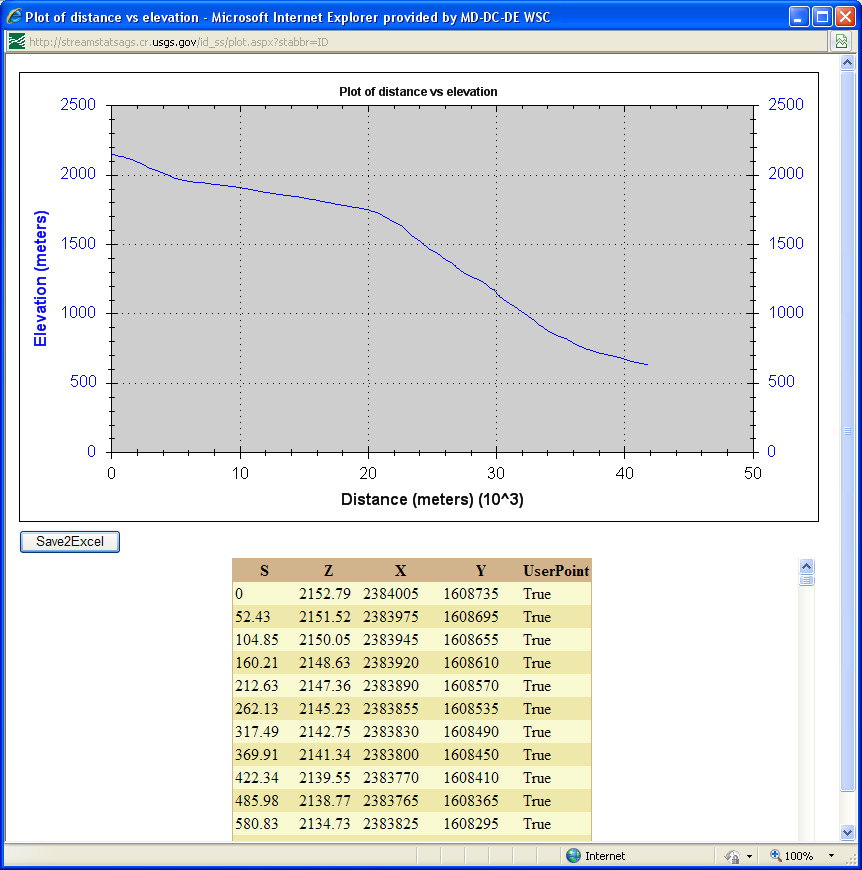 Plot of distance vs elevation - Microsoft Internet Explorer provided by MD-DC-DE WSC
http://streamstatsags.cr.usgs.gov/id_ss/plot.aspx?stabbr=ID
Plot of distance vs elevation
2500 2500
2000 2000
1500 1500
1000 1000
500 500
0 0
Elevation (meters)
0 10 20 30 40 50
Distance (meters) (10^3)
Save2Excel
S Z X Y UserPoint
0 2152.79 2384005 1608735 True
52.43 2151.52 2383975 1608695 True
104.85 2150.05 2383945 1608655 True
160.21 2148.63 2383920 1608610 True
212.63 2147.36 2383890 1608570 True
262.13 2145.23 2383855 1608535 True
317.49 2142.75 2383830 1608490 True
369.91 2141.34 2383800 1608450 True
422.34 2139.55 2383770 1608410 True
485.98 2138.77 2383765 1608365 True
580.83 2134.73 2383825 1608295 True
Internet 100%